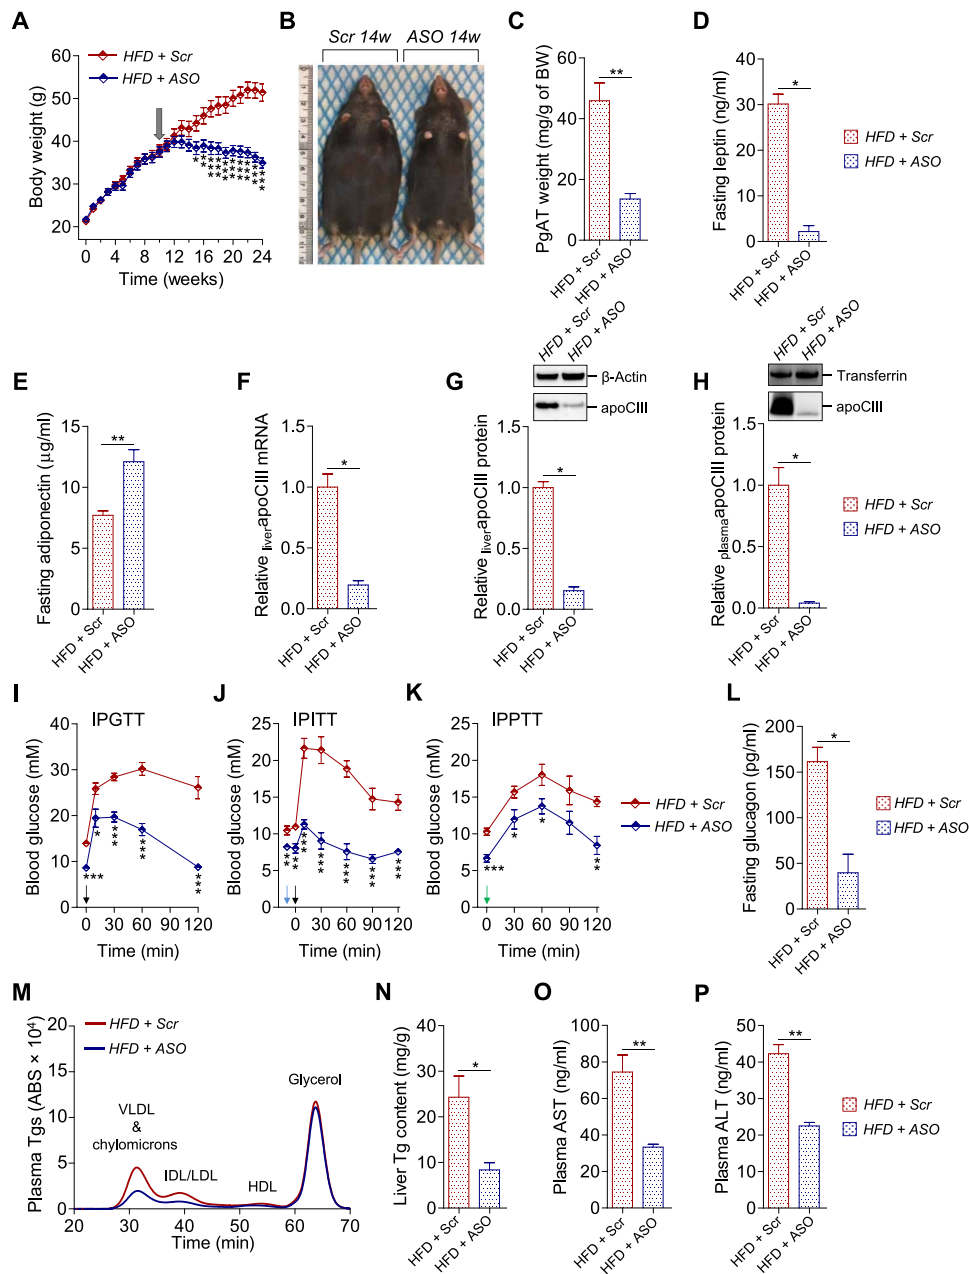 A
HFD + Scr
HFD + ASO
Body weight (g)
60
50
40
30
20
0 4 8 12 16 20 24
Time (weeks)
****
B
Scr 14w ASO 14w
C
PgAT weight (mg/g of BW)
60
40
20
0
**
HFD + Scr
HFD + ASO
D
Fasting leptin (ng/ml)
40
30
20
10
0
*
HFD + Scr
HFD + ASO
HFD + Scr
HFD + ASO
E
Fasting adiponectin (µg/ml)
15
10
5
0
**
HFD + Scr
HFD + ASO
F
Relative liverapoCIII mRNA
1.5
1.0
0.5
0.0
*
HFD + Scr
HFD + ASO
G
HFD + Scr
HFD + ASO
β-Actin
apoCIII
Relative liverapoCIII protein
1.5
1.0
0.5
0.0
*
HFD + Scr
HFD + ASO
H
HFD + Scr
HFD + ASO
Transferrin
apoCIII
Relative plasmaapoCIII protein
1.5
1.0
0.5
0.0
*
HFD + Scr
HFD + ASO
HFD + Scr
HFD + ASO
I
IPGTT
Blood glucose (mM)
40
30
20
10
0
***
*
***
***
***
0 30 60 90 120
Time (min)
J
IPITT
Blood glucose (mM)
25
20
15
10
5
0
**
**
***
***
***
***
***
0 30 60 90 120
Time (min)
K
IPPTT
Blood glucose (mM)
25
20
15
10
5
0
***
*
*
**
0 30 60 90 120
Time (min)
HFD + Scr
HFD + ASO
L
Fasting glucagon (pg/ml)
200
150
100
50
0
*
HFD + Scr
HFD + ASO
HFD + Scr
HFD + ASO
M
HFD + Scr
HFD + ASO
Plasma Tgs (ABS × 10⁴)
20
15
10
5
0
VLDL
&
chylomicrons
IDL/LDL
HDL
Glycerol
20 30 40 50 60 70
Time (min)
N
Liver Tg content (mg/g)
40
30
20
10
0
*
HFD + Scr
HFD + ASO
O
Plasma AST (ng/ml)
100
80
60
40
20
0
**
HFD + Scr
HFD + ASO
P
Plasma ALT (ng/ml)
50
40
30
20
10
0
**
HFD + Scr
HFD + ASO
HFD + Scr
HFD + ASO